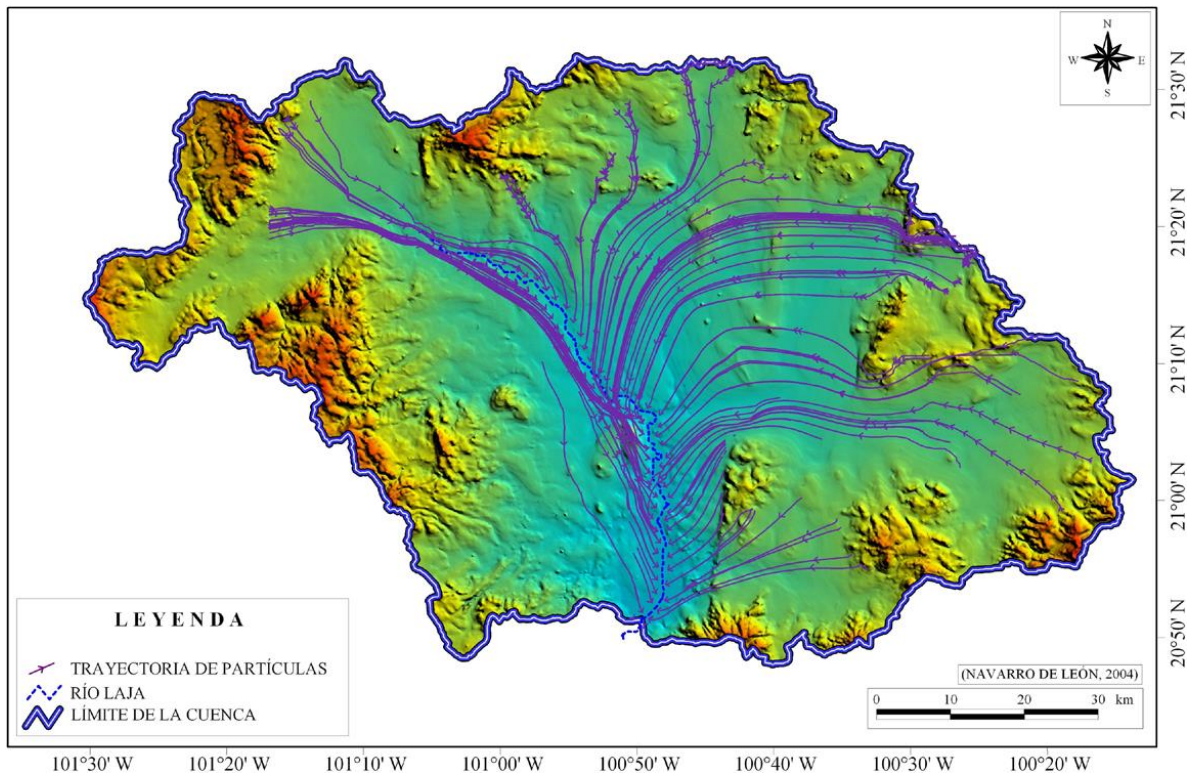 N
W E
S
21°30' N
21°20' N
21°10' N
21°00' N
20°50' N
LEYENDA
TRAYECTORIA DE PARTÍCULAS
RÍO LAJA
LÍMITE DE LA CUENCA
(NAVARRO DE LEÓN, 2004)
0 10 20 30 km
101°30' W 101°20' W 101°10' W 101°00' W 100°50' W 100°40' W 100°30' W 100°20' W